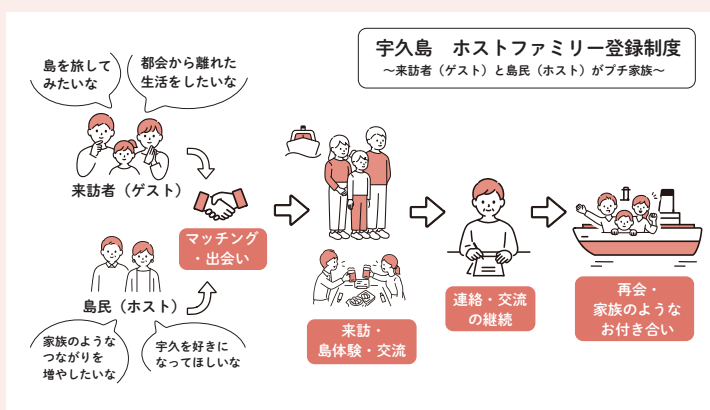 宇久島　ホストファミリー登録制度
～来訪者（ゲスト）と島民（ホスト）がプチ家族～
島を旅して
みたいな
都会から離れた
生活をしたいな
来訪者（ゲスト）
マッチング
・出会い
島民（ホスト）
家族のような
つながりを
増やしたいな
宇久を好きに
なってほしいな
来訪・
島体験・交流
連絡・交流
の継続
再会・
家族のような
お付き合い